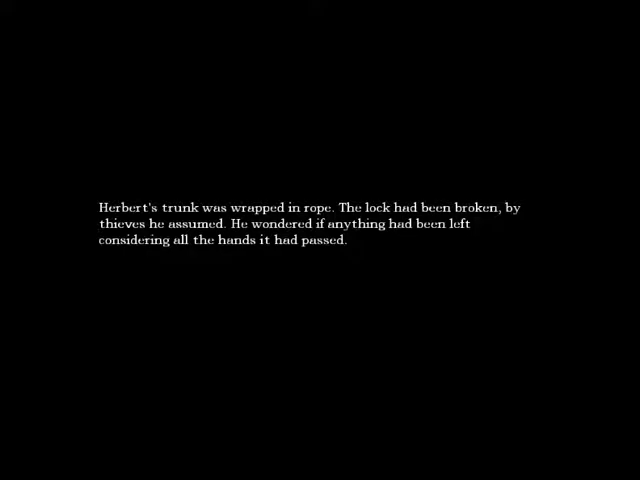 Herbert's trunk was wrapped in rope. The lock had been broken, by
thieves he assumed. He wondered if anything had been left
considering all the hands it had passed.